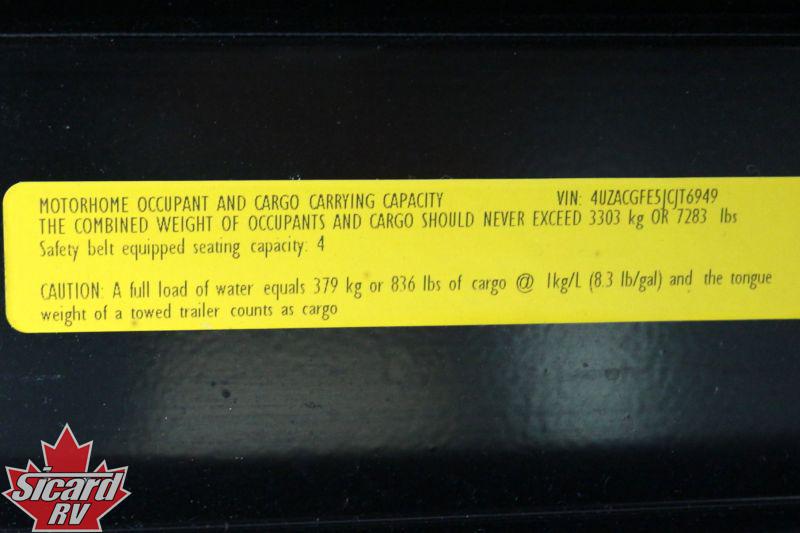 MOTORHOME OCCUPANT AND CARGO CARRYING CAPACITY VIN: 4UZACGFE5JCJT6949
THE COMBINED WEIGHT OF OCCUPANTS AND CARGO SHOULD NEVER EXCEED 3303 kg OR 7283 lbs
Safety belt equipped seating capacity: 4
CAUTION: A full load of water equals 379 kg or 836 lbs of cargo @ 1kg/L (8.3 lb/gal) and the tongue
weight of a towed trailer counts as cargo
Sicard
RV